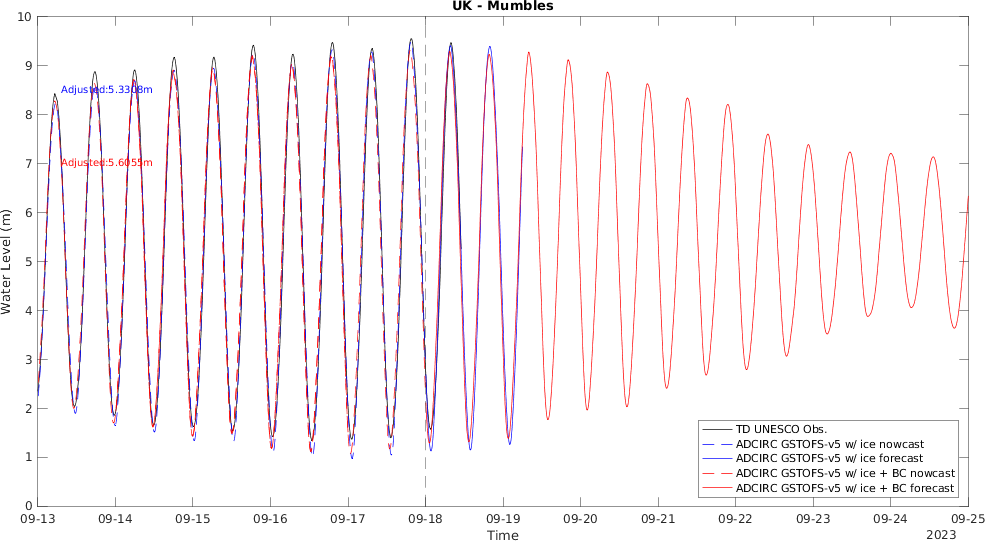 UK - Mumbles
10
9
8
7
6
5
4
3
2
1
0
Water Level (m)
Adjusted:5.3308m
Adjusted:5.6055m
TD UNESCO Obs.
ADCIRC GSTOFS-v5 w/ ice nowcast
ADCIRC GSTOFS-v5 w/ ice forecast
ADCIRC GSTOFS-v5 w/ ice + BC nowcast
ADCIRC GSTOFS-v5 w/ ice + BC forecast
09-13 09-14 09-15 09-16 09-17 09-18 09-19 09-20 09-21 09-22 09-23 09-24 09-25
Time
2023